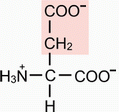 COO⁻
CH₂
H₃N⁺ C COO⁻
H